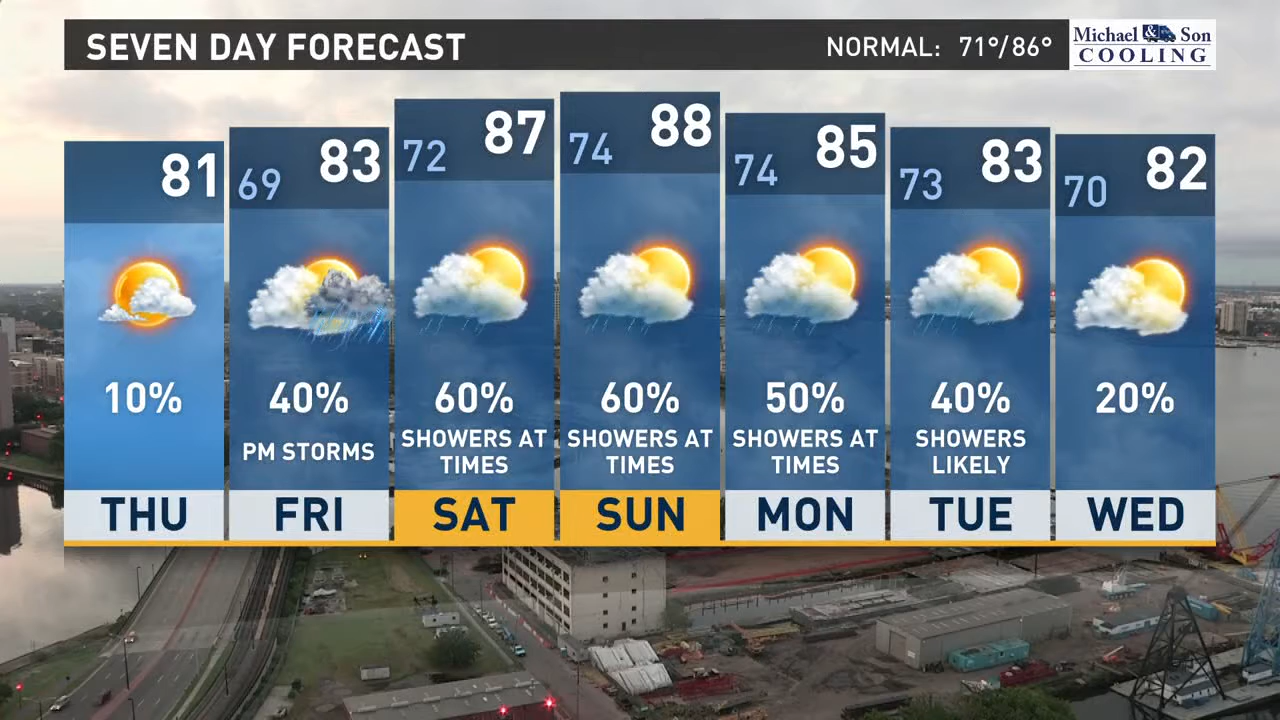 SEVEN DAY FORECAST
NORMAL: 71°/86°
Michael & Son
COOLING
81
10%
THU
69 83
40%
PM STORMS
FRI
72 87
60%
SHOWERS AT
TIMES
SAT
74 88
60%
SHOWERS AT
TIMES
SUN
74 85
50%
SHOWERS AT
TIMES
MON
73 83
40%
SHOWERS
LIKELY
TUE
70 82
20%
WED